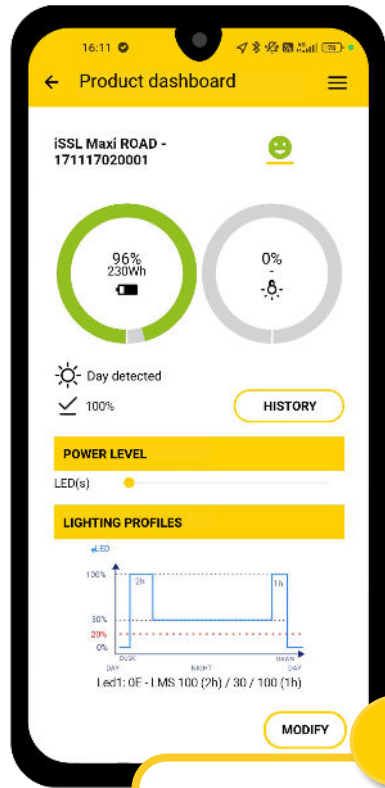 16:11
74
Product dashboard
iSSL Maxi ROAD -
171117020001
96%
230Wh
0%
-
Day detected
100%
HISTORY
POWER LEVEL
LED(s)
LIGHTING PROFILES
LED
100%
2h
1h
30%
20%
0%
DUSK
DAWN
DAY
NIGHT
DAY
Led1: 0E - LMS 100 (2h) / 30 / 100 (1h)
MODIFY